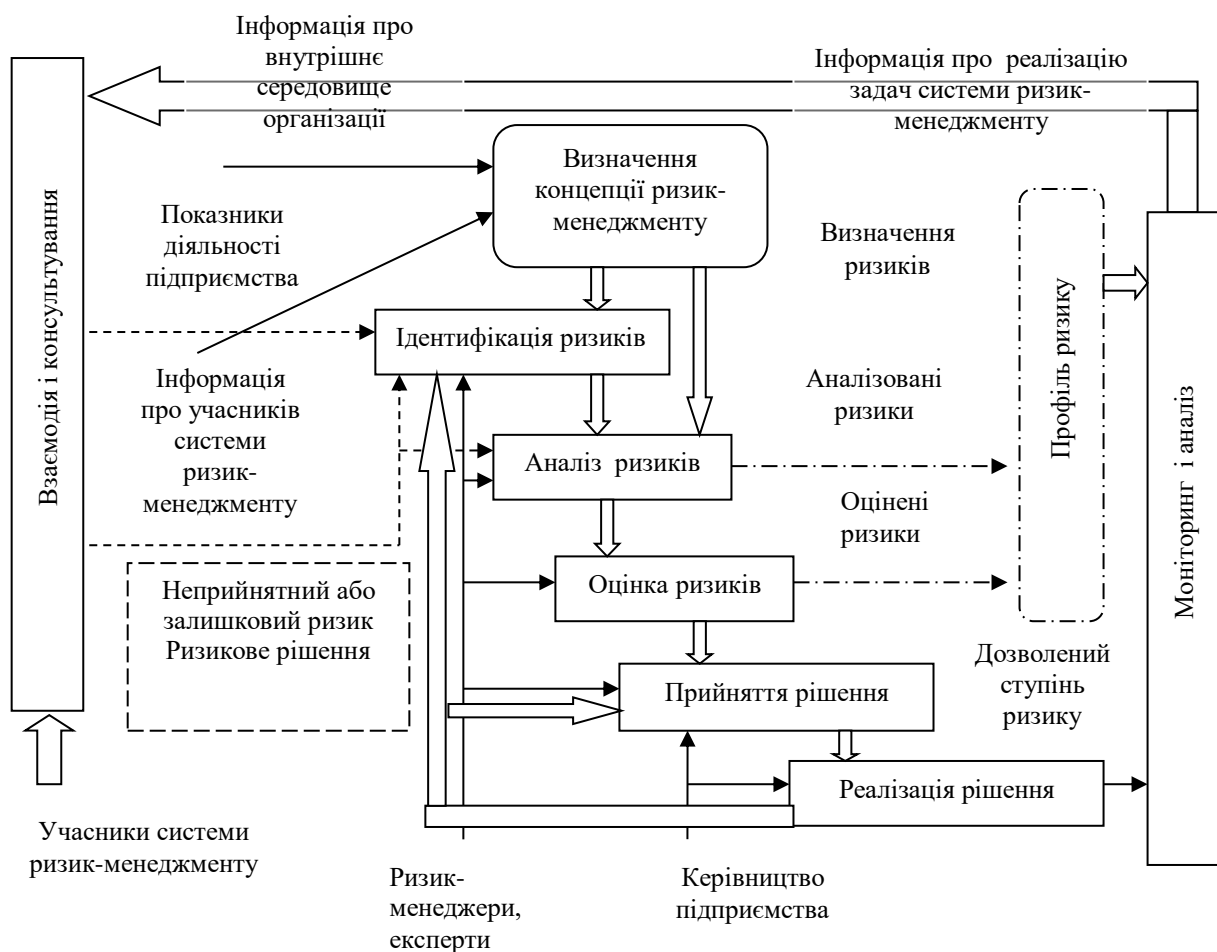 Інформація про
внутрішнє
середовище
організації
Інформація про реалізацію
задач системи ризик-
менеджменту
Взаємодія і консультування
Визначення
концепції ризик-
менеджменту
Показники
діяльності
підприємства
Визначення
ризиків
Профіль ризику
Моніторинг і аналіз
Ідентифікація ризиків
Інформація
про учасників
системи
ризик-
менеджменту
Аналізовані
ризики
Аналіз ризиків
Оцінені
ризики
Оцінка ризиків
Неприйнятний або
залишковий ризик
Ризикове рішення
Прийняття рішення
Дозволений
ступінь
ризику
Реалізація рішення
Учасники системи
ризик-менеджменту
Ризик-
менеджери,
експерти
Керівництво
підприємства